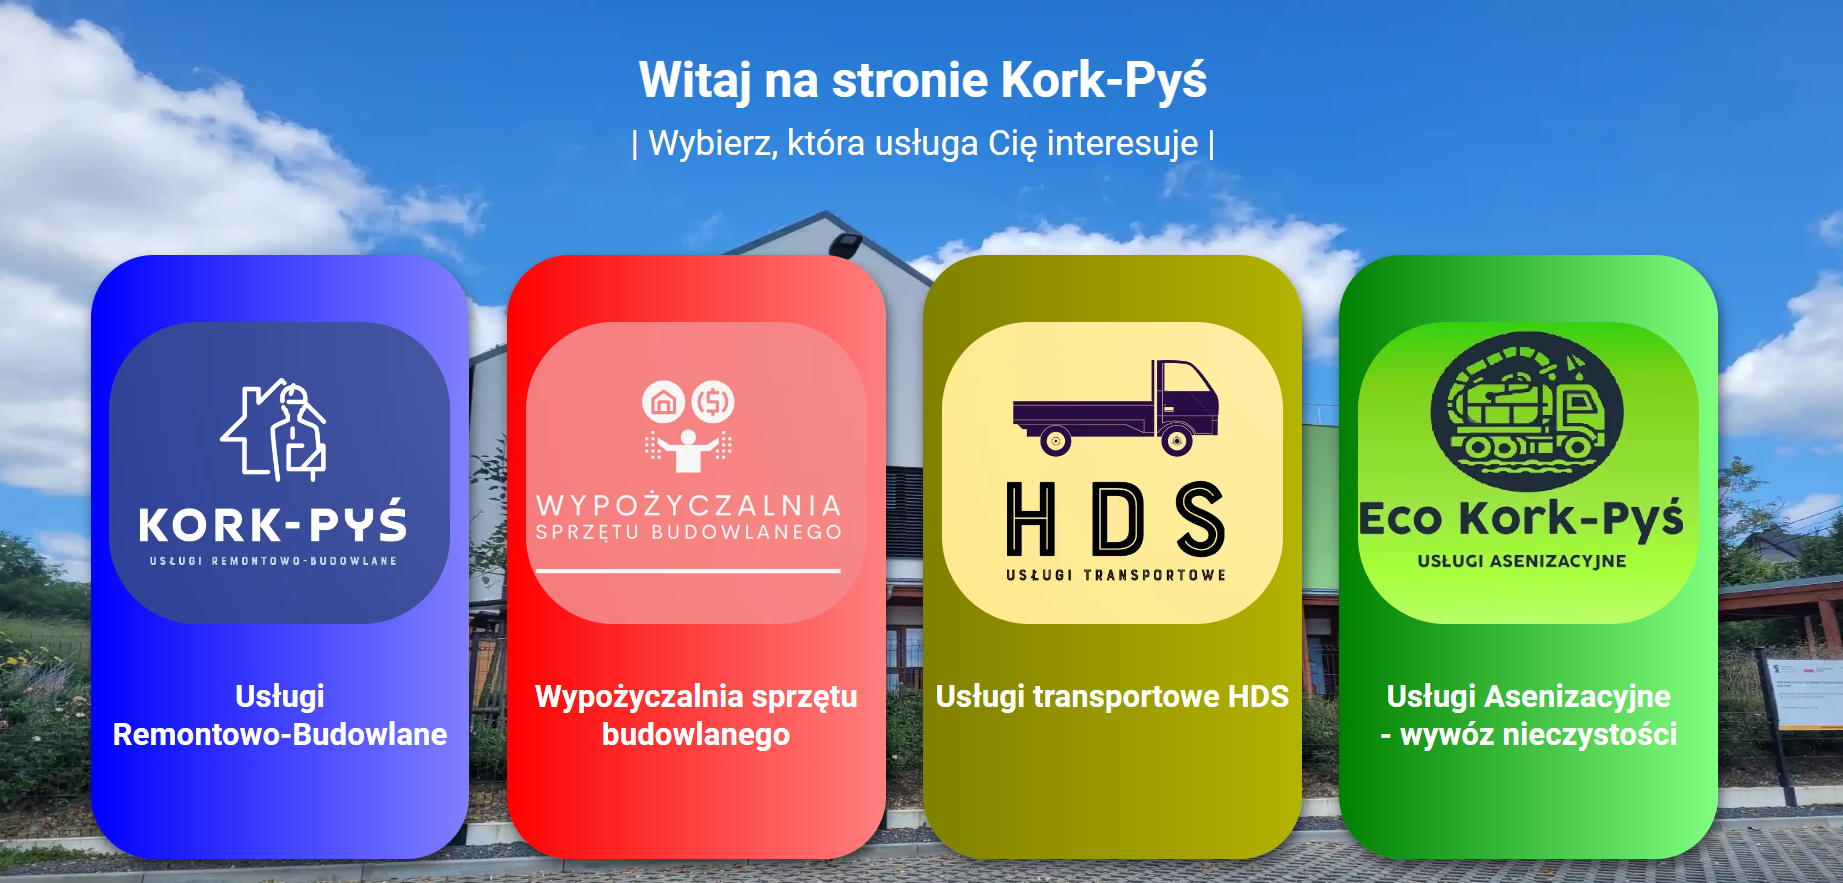 Witaj na stronie Kork-Pyś
| Wybierz, która usługa Cię interesuje |
KORK-PYŚ
USŁUGI REMONTOWO-BUDOWLANE
Usługi
Remontowo-Budowlane
WYPOŻYCZALNIA
SPRZĘTU BUDOWLANEGO
Wypożyczalnia sprzętu
budowlanego
HDS
USŁUGI TRANSPORTOWE
Usługi transportowe HDS
Eco Kork-Pyś
USŁUGI ASENIZACYJNE
Usługi Asenizacyjne
- wywóz nieczystości